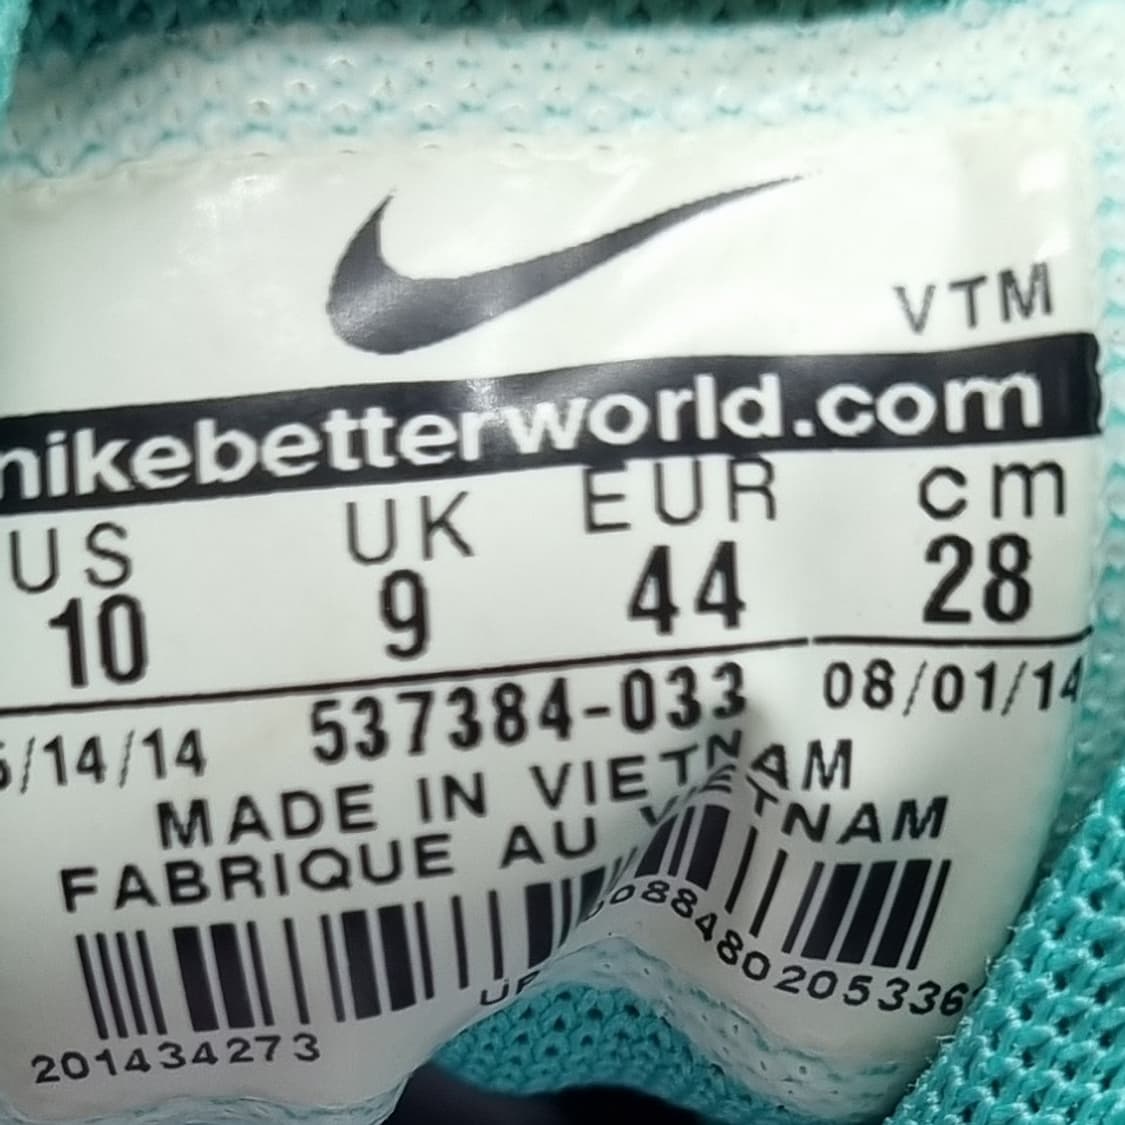 VTM
nikebetterworld.com
US UK EUR cm
10 9 44 28
537384-033 08/01/14
/14/14
MADE IN VIETNAM
FABRIQUE AU VIETNAM
201434273